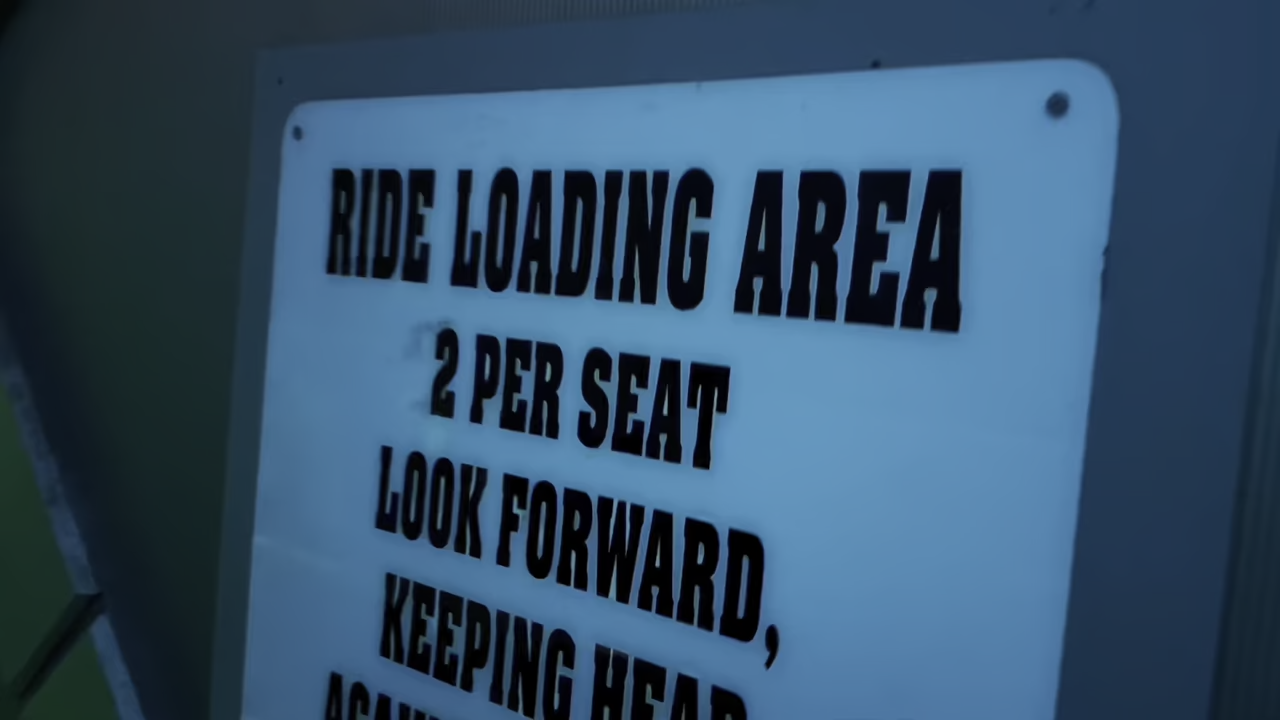 RIDE LOADING AREA
2 PER SEAT
LOOK FORWARD,
KEEPING HEAD